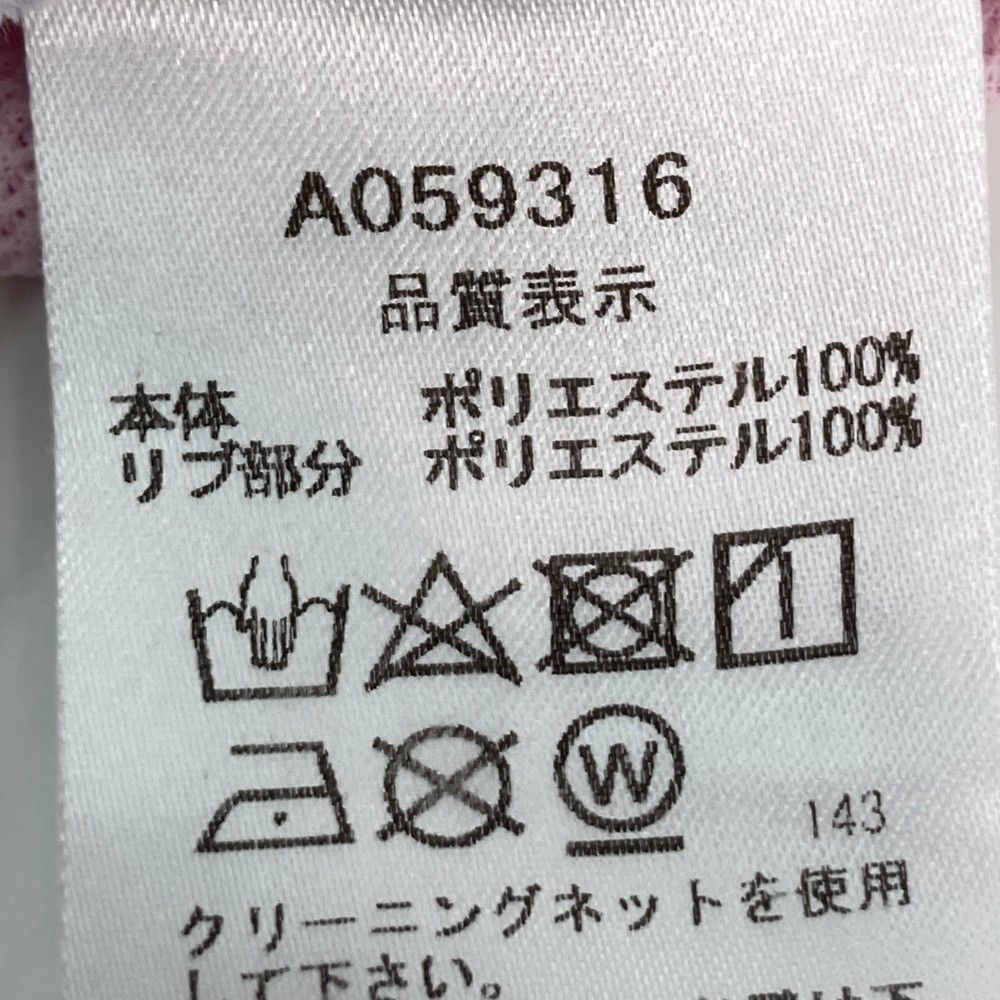 A059316
品質表示
本体 ポリエステル100%
リブ部分 ポリエステル100%
W
143
クリーニングネットを使用
して下さい。